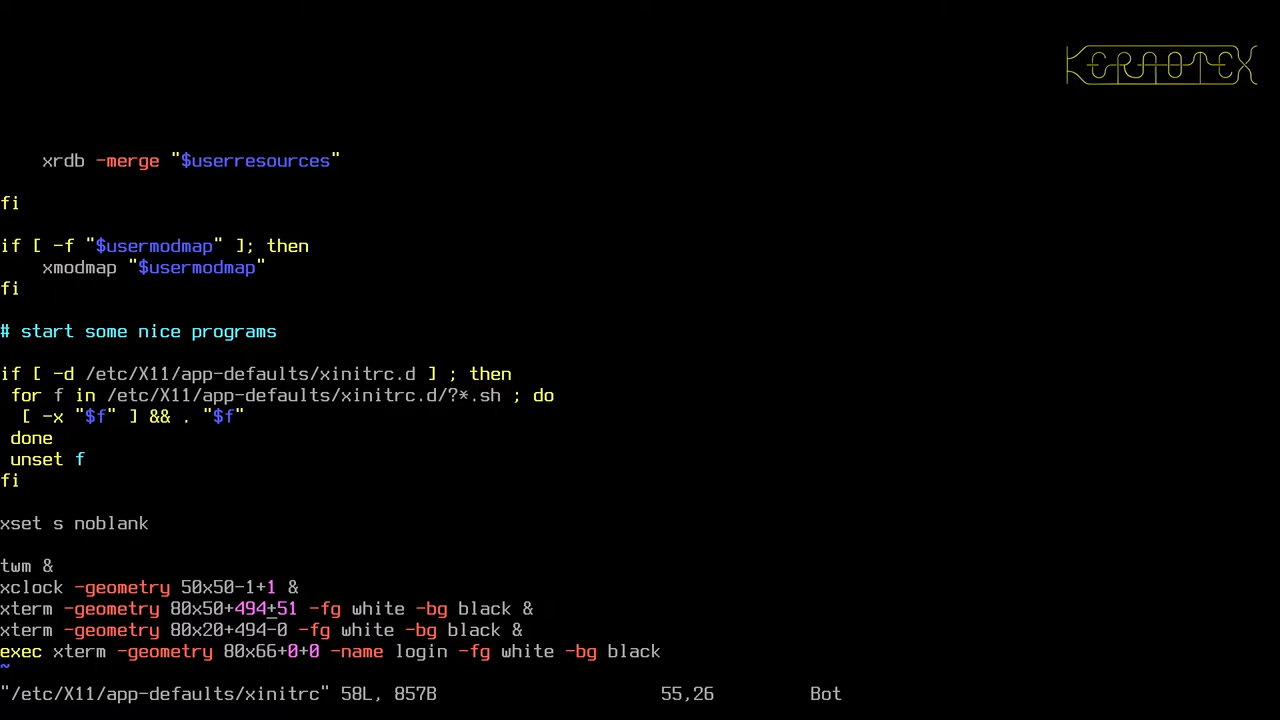 KERNOTEX
    xrdb -merge "$userresources"
fi
if [ -f "$usermodmap" ]; then
    xmodmap "$usermodmap"
fi
# start some nice programs
if [ -d /etc/X11/app-defaults/xinitrc.d ] ; then
 for f in /etc/X11/app-defaults/xinitrc.d/?*.sh ; do
  [ -x "$f" ] && . "$f"
 done
 unset f
fi
xset s noblank
twm &
xclock -geometry 50x50-1+1 &
xterm -geometry 80x50+494+51 -fg white -bg black &
xterm -geometry 80x20+494-0 -fg white -bg black &
exec xterm -geometry 80x66+0+0 -name login -fg white -bg black
~
"/etc/X11/app-defaults/xinitrc" 58L, 857B 55,26 Bot